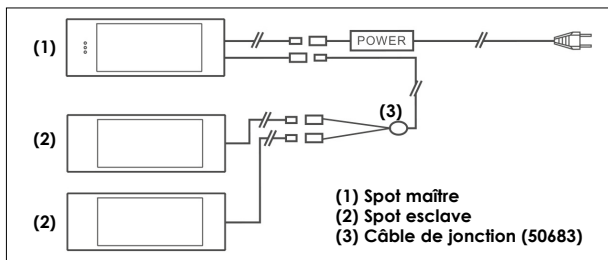 (1)
POWER
(3)
(2)
(2)
(1) Spot maître
(2) Spot esclave
(3) Câble de jonction (50683)